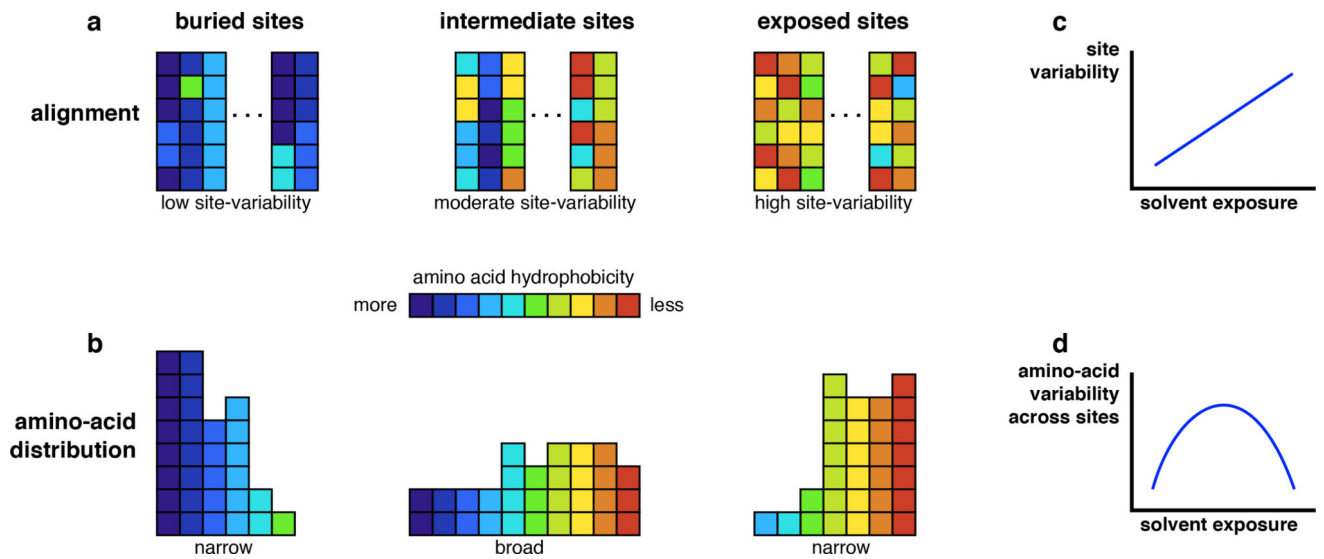 a
buried sites
intermediate sites
exposed sites
c
alignment
. . .
. . .
. . .
site
variability
low site-variability
moderate site-variability
high site-variability
solvent exposure
amino acid hydrophobicity
more
less
b
d
amino-acid
distribution
amino-acid
variability
across sites
narrow
broad
narrow
solvent exposure